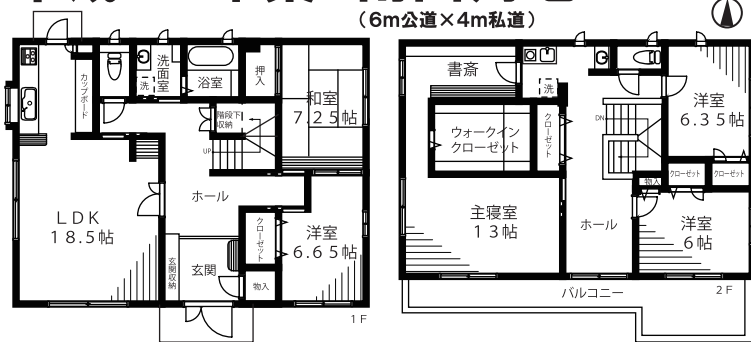 （6m公道×4m私道）
カップボード
洗面室
洗
浴室
押入
和室
7.25帖
階段下収納
UP
LDK
18.5帖
ホール
クローゼット
洋室
6.65帖
玄関収納
玄関
物入
1F
書斎
洗
洋室
6.35帖
ウォークイン
クローゼット
クローゼット
DN
物入
クローゼット
クローゼット
主寝室
13帖
ホール
洋室
6帖
バルコニー
2F